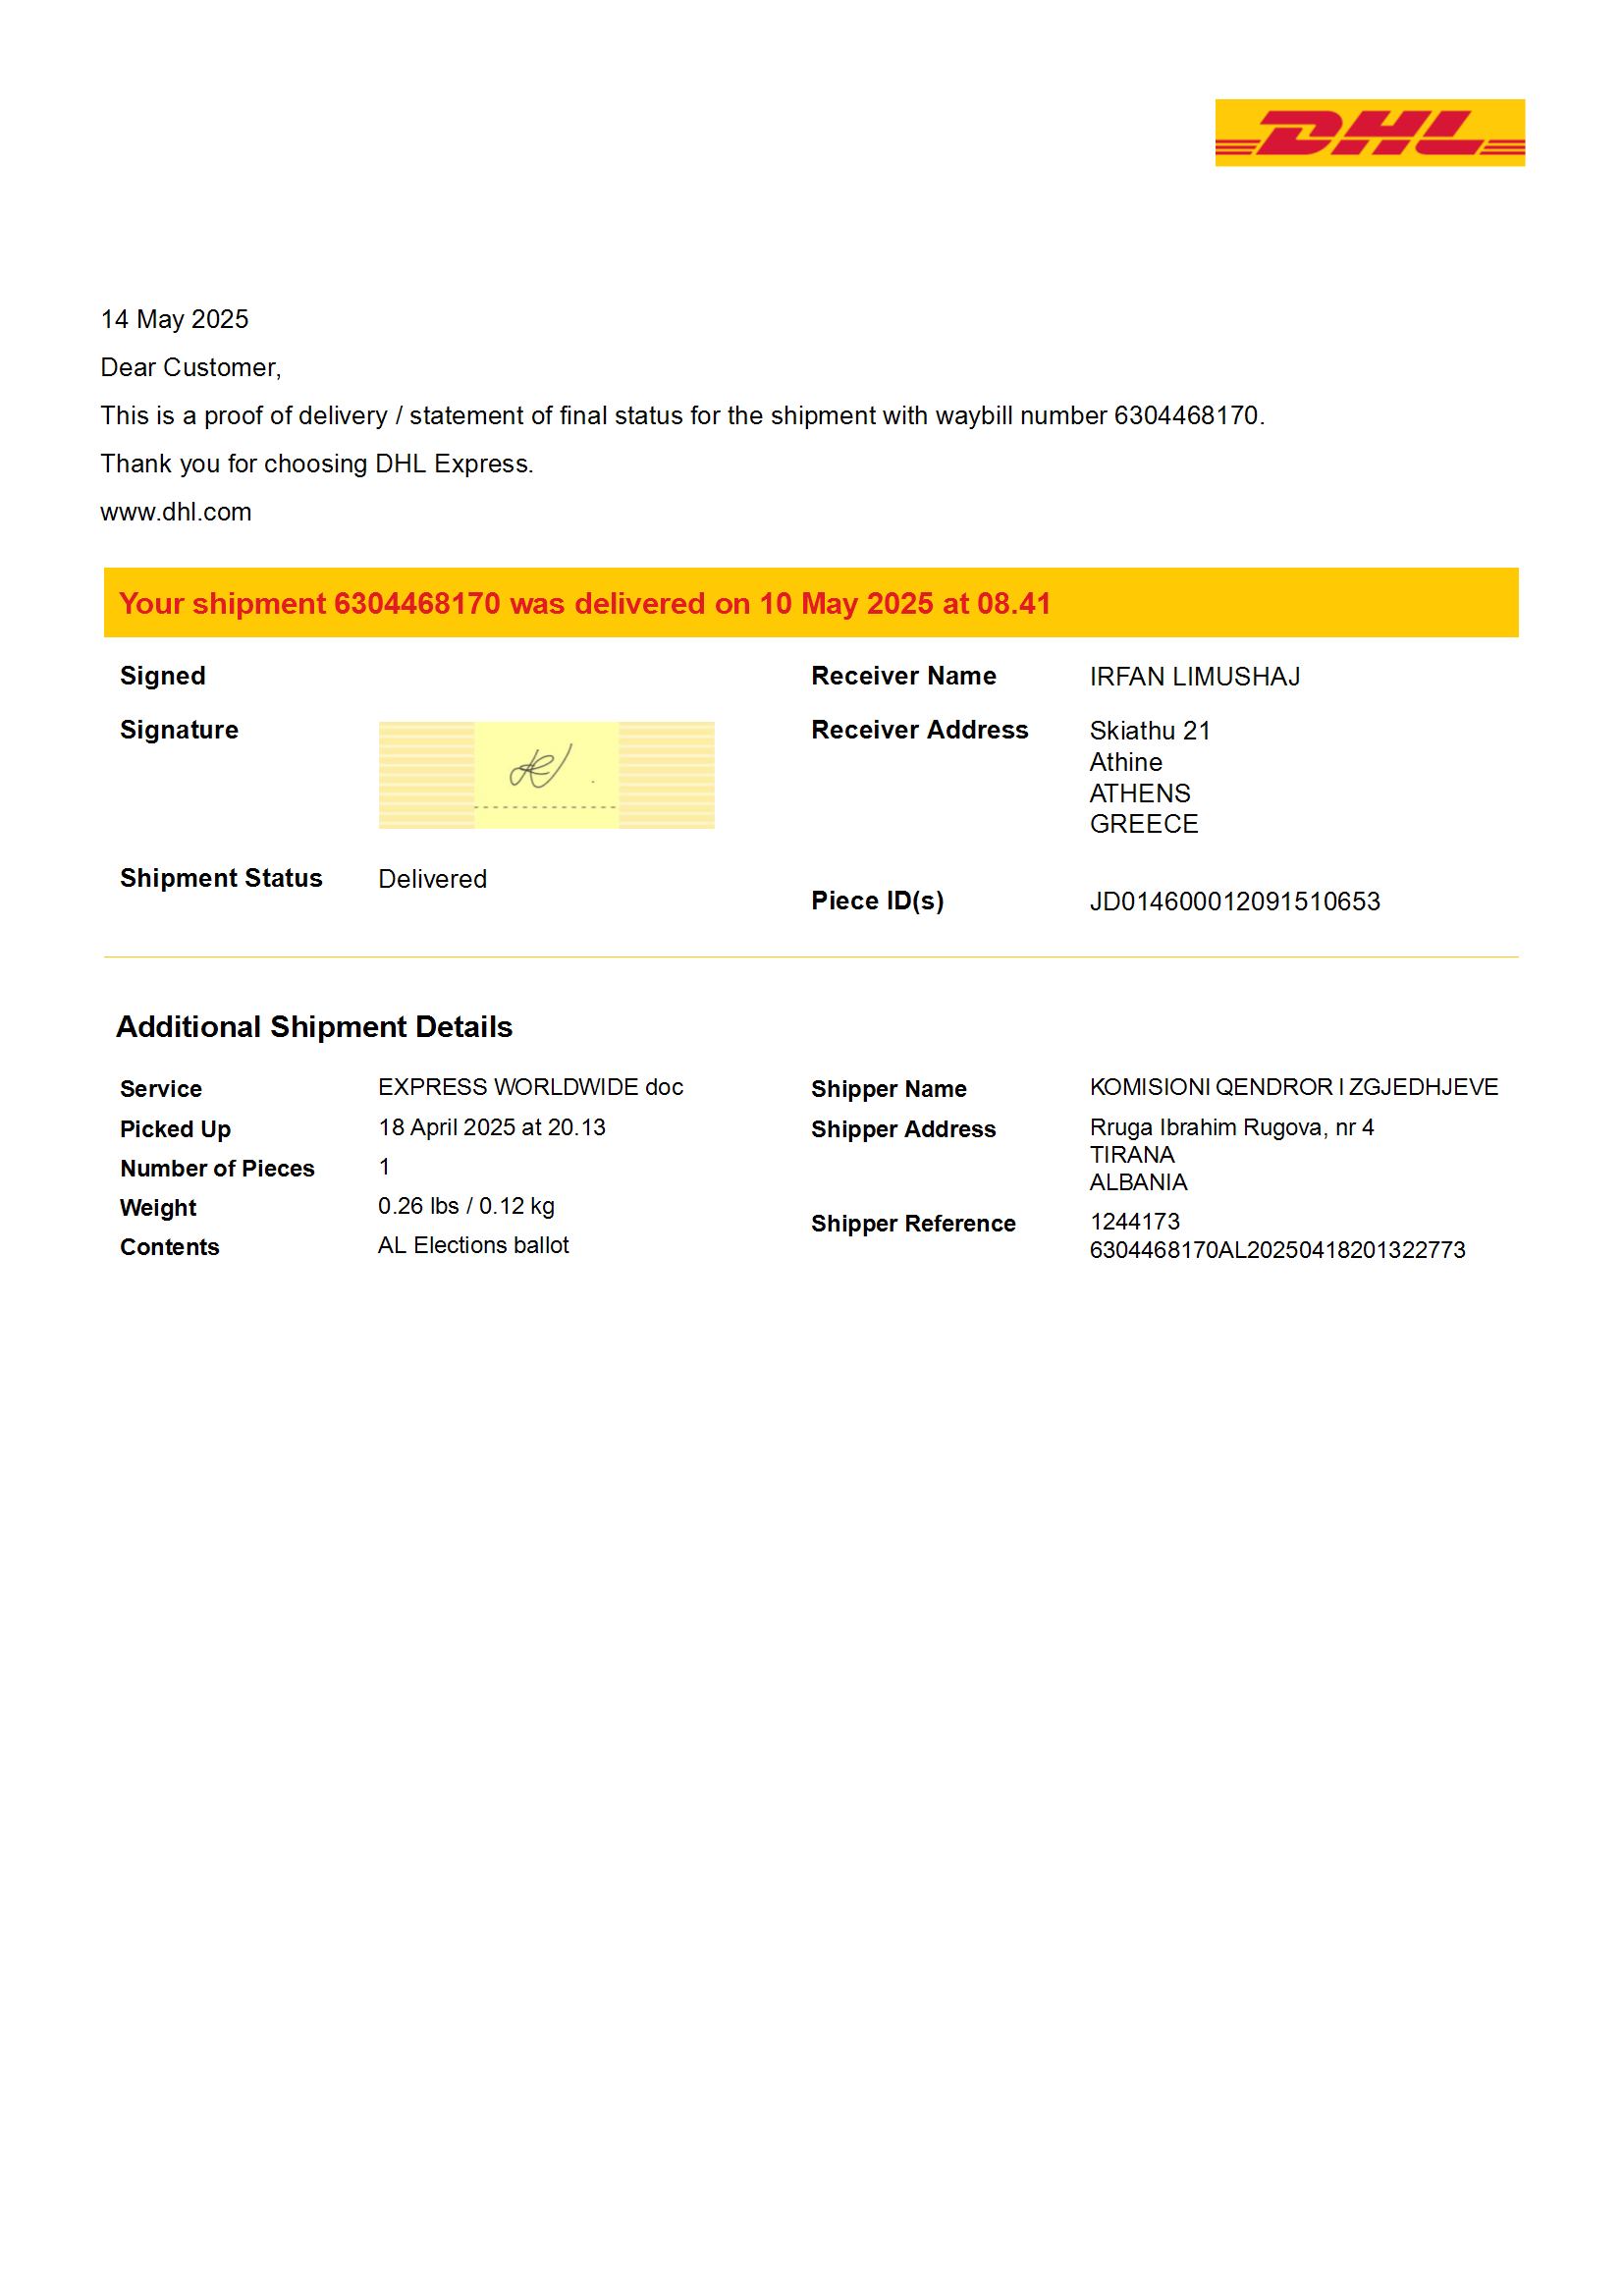 DHL
14 May 2025
Dear Customer,
This is a proof of delivery / statement of final status for the shipment with waybill number 6304468170.
Thank you for choosing DHL Express.
www.dhl.com
Your shipment 6304468170 was delivered on 10 May 2025 at 08.41
Signed
Receiver Name IRFAN LIMUSHAJ
Signature
Receiver Address Skiathu 21
Athine
ATHENS
GREECE
Shipment Status Delivered
Piece ID(s) JD014600012091510653
Additional Shipment Details
Service EXPRESS WORLDWIDE doc
Shipper Name KOMISIONI QENDROR I ZGJEDHJEVE
Picked Up 18 April 2025 at 20.13
Shipper Address Rruga Ibrahim Rugova, nr 4
TIRANA
ALBANIA
Number of Pieces 1
Weight 0.26 lbs / 0.12 kg
Shipper Reference 1244173
6304468170AL20250418201322773
Contents AL Elections ballot